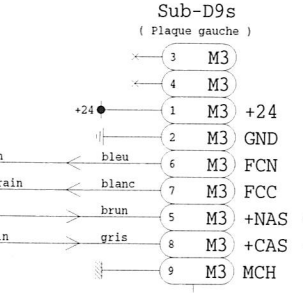 Sub-D9s
( Plaque gauche )
3 M3
4 M3
+24 1 M3 +24
2 M3 GND
bleu 6 M3 FCN
blanc 7 M3 FCC
brun 5 M3 +NAS
gris 8 M3 +CAS
9 M3 MCH